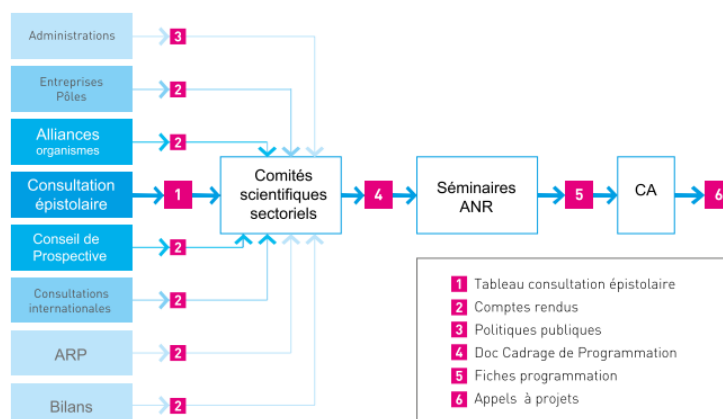 Administrations
3
Entreprises
Pôles
2
Alliances
organismes
2
Consultation
épistolaire
1
Comités
scientifiques
sectoriels
4
Séminaires
ANR
5
CA
6
Conseil de
Prospective
2
Consultations
internationales
2
ARP
2
Bilans
2
1 Tableau consultation épistolaire
2 Comptes rendus
3 Politiques publiques
4 Doc Cadrage de Programmation
5 Fiches programmation
6 Appels à projets